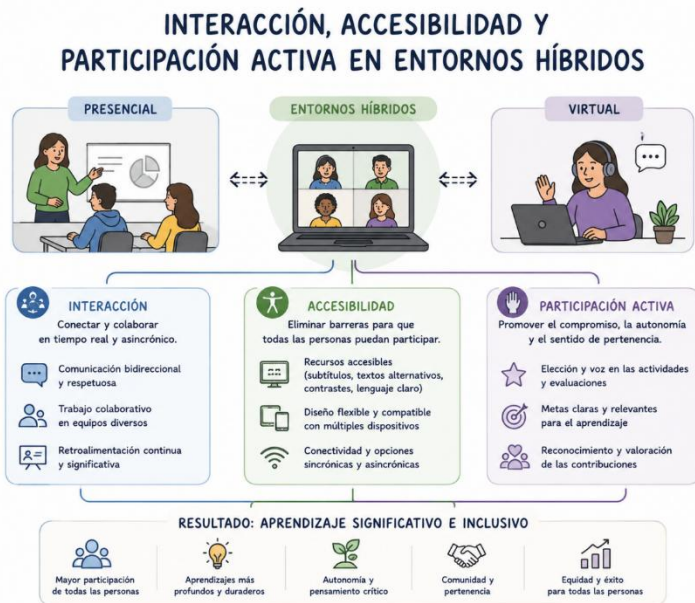 INTERACCIÓN, ACCESIBILIDAD Y
PARTICIPACIÓN ACTIVA EN ENTORNOS HÍBRIDOS
PRESENCIAL
ENTORNOS HÍBRIDOS
VIRTUAL
INTERACCIÓN
Conectar y colaborar
en tiempo real y asincrónico.
Comunicación bidireccional
y respetuosa
Trabajo colaborativo
en equipos diversos
Retroalimentación continua
y significativa
ACCESIBILIDAD
Eliminar barreras para que
todas las personas puedan participar.
Recursos accesibles
(subtítulos, textos alternativos,
contrastes, lenguaje claro)
Diseño flexible y compatible
con múltiples dispositivos
Conectividad y opciones
sincrónicas y asincrónicas
PARTICIPACIÓN ACTIVA
Promover el compromiso, la autonomía
y el sentido de pertenencia.
Elección y voz en las actividades
y evaluaciones
Metas claras y relevantes
para el aprendizaje
Reconocimiento y valoración
de las contribuciones
RESULTADO: APRENDIZAJE SIGNIFICATIVO E INCLUSIVO
Mayor participación
de todas las personas
Aprendizajes más
profundos y duraderos
Autonomía y
pensamiento crítico
Comunidad y
pertenencia
Equidad y éxito
para todas las personas